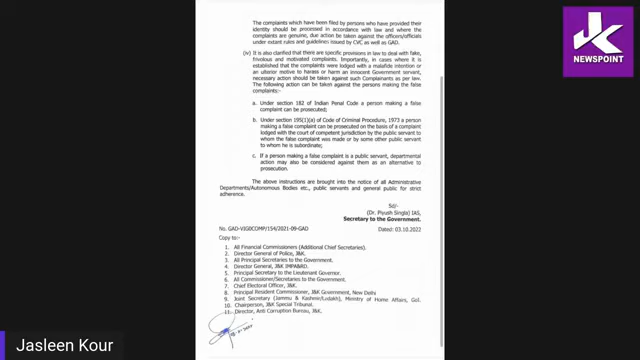 The complaints which have been filed by persons who have provided their
identity should be processed in accordance with law and where the
complaints are genuine, due action be taken against the officers/officials
under extant rules and guidelines issued by CVC as well as GAD.
(iv) It is also clarified that there are specific provisions in law to deal with fake,
frivolous and motivated complaints. Importantly, in cases where it is
established that the complaints were lodged with a malafide intention or
an ulterior motive to harass or harm an innocent Government servant,
necessary action should be taken against such Complainants as per law.
The following action can be taken against the persons making the false
complaints:-
a. Under section 182 of Indian Penal Code a person making a false
complaint can be prosecuted;
b. Under section 195(1)(a) of Code of Criminal Procedure, 1973 a person
making a false complaint can be prosecuted on the basis of a complaint
lodged with the court of competent jurisdiction by the public servant to
whom the false complaint was made or by some other public servant to
whom he is subordinate;
c. If a person making a false complaint is a public servant, departmental
action may also be considered against them as an alternative to
prosecution.
The above instructions are brought into the notice of all Administrative
Departments/Autonomous Bodies etc., public servants and general public for strict
adherence.
Sd/-
(Dr. Piyush Singla) IAS,
Secretary to the Government.
No. GAD-VIG0COMP/154/2021-09-GAD Dated: 03.10.2022
Copy to:
1. All Financial Commissioners (Additional Chief Secretaries).
2. Director General of Police, J&K.
3. All Principal Secretaries to the Government.
4. Director General, J&K IMPA&RD.
5. Principal Secretary to the Lieutenant Governor.
6. All Commissioner/Secretaries to the Government.
7. Chief Electoral Officer, J&K.
8. Principal Resident Commissioner, J&K Government, New Delhi
9. Joint Secretary (Jammu & Kashmir/Ladakh), Ministry of Home Affairs, GoI.
10. Chairperson, J&K Special Tribunal.
11. Director, Anti Corruption Bureau, J&K.
JK
NEWSPOINT
Jasleen Kour